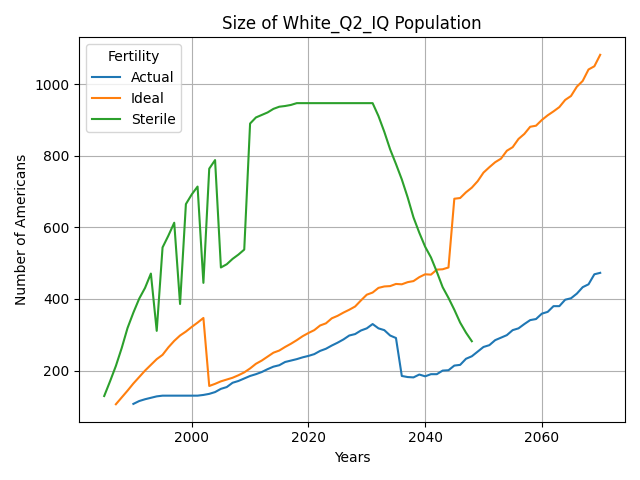 Size of White_Q2_IQ Population
Fertility
Actual
Ideal
Sterile
Number of Americans
1000
800
600
400
200
2000
2020
2040
2060
Years